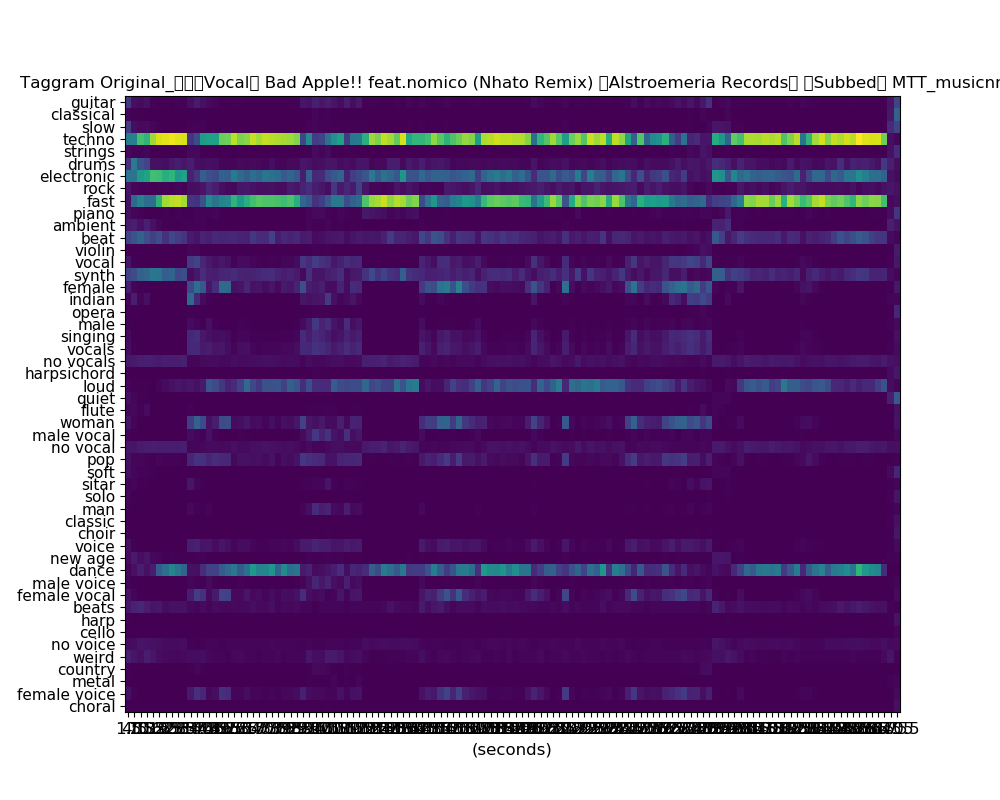 Taggram Original_□□□Vocal□ Bad Apple!! feat.nomico (Nhato Remix) □Alstroemeria Records□ □Subbed□ MTT_musicnn
guitar
classical
slow
techno
strings
drums
electronic
rock
fast
piano
ambient
beat
violin
vocal
synth
female
indian
opera
male
singing
vocals
no vocals
harpsichord
loud
quiet
flute
woman
male vocal
no vocal
pop
soft
sitar
solo
man
classic
choir
voice
new age
dance
male voice
female vocal
beats
harp
cello
no voice
weird
country
metal
female voice
choral
(seconds)